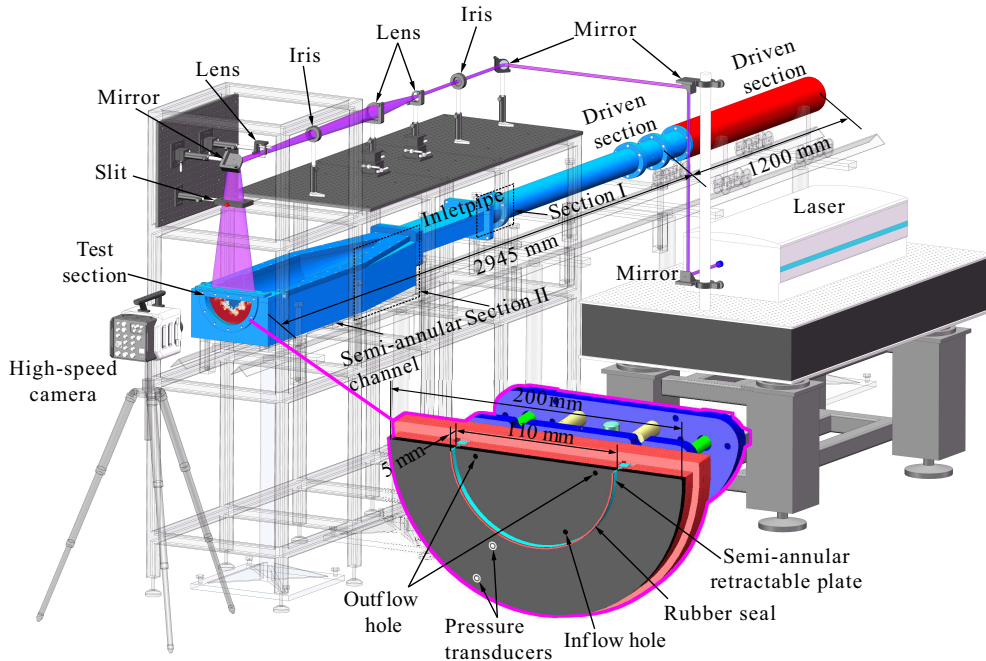 Iris
Lens
Mirror
Iris
Lens
Mirror
Driven
section
Driven
section
Slit
Inletpipe
Section I
1200 mm
Laser
2945 mm
Test
section
Mirror
Semi-annular Section II
channel
High-speed
camera
200mm
110 mm
5 mm
Semi-annular
retractable plate
Outflow
hole
Rubber seal
Pressure
transducers
Inflow hole